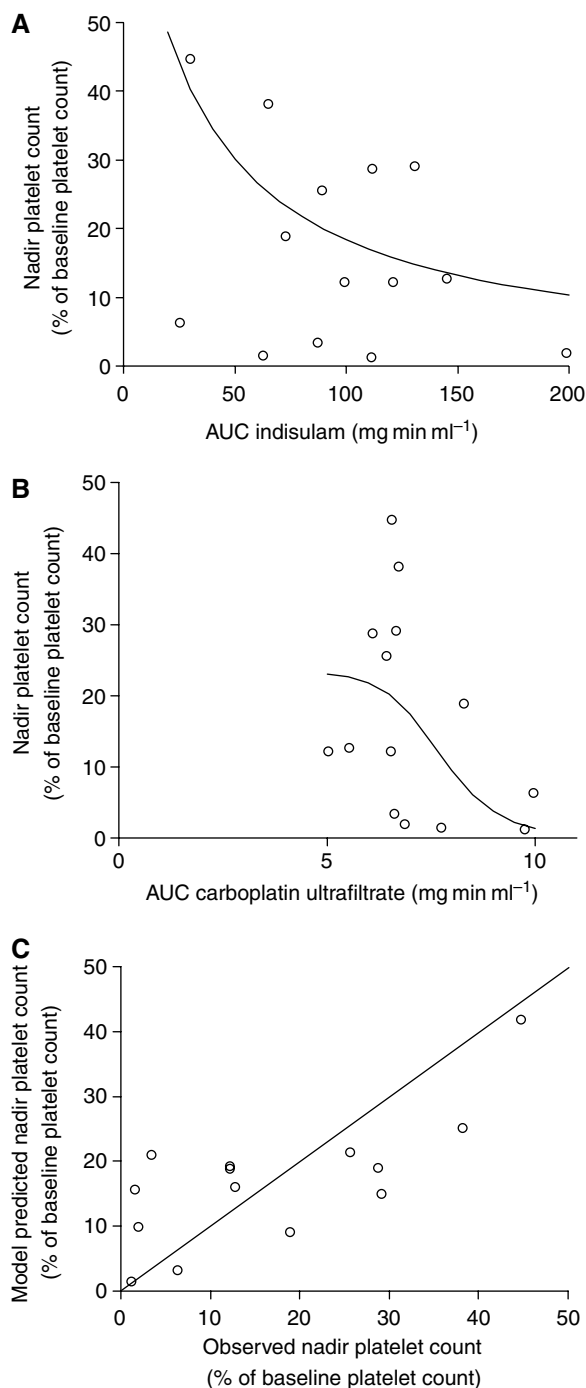 A
50
40
30
20
10
0
Nadir platelet count
(% of baseline platelet count)
0
50
100
150
200
AUC indisulam (mg min ml⁻¹)
B
50
40
30
20
10
0
Nadir platelet count
(% of baseline platelet count)
0
5
10
AUC carboplatin ultrafiltrate (mg min ml⁻¹)
C
50
40
30
20
10
0
Model predicted nadir platelet count
(% of baseline platelet count)
0
10
20
30
40
50
Observed nadir platelet count
(% of baseline platelet count)